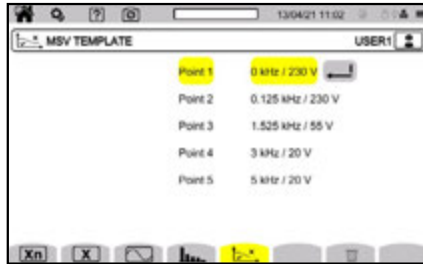 13/04/21 11:02
MSV TEMPLATE USER1
Point 1 0 kHz / 230 V
Point 2 0.125 kHz / 230 V
Point 3 1.525 kHz / 55 V
Point 4 3 kHz / 20 V
Point 5 5 kHz / 20 V
Xn X